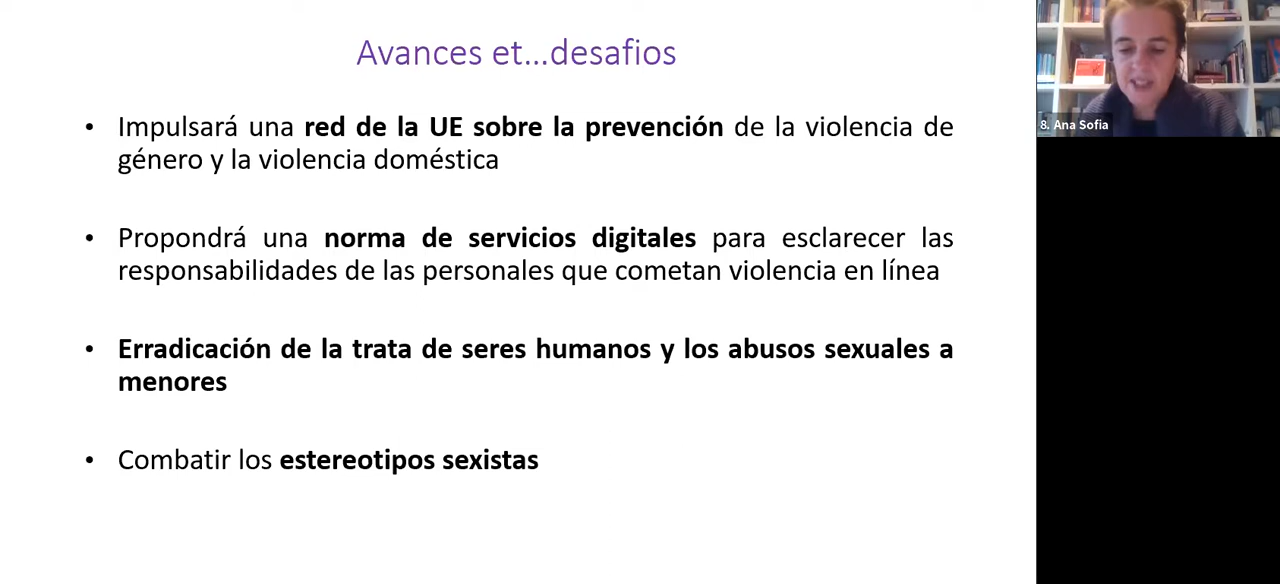 Avances et...desafios
• Impulsará una red de la UE sobre la prevención de la violencia de
género y la violencia doméstica
• Propondrá una norma de servicios digitales para esclarecer las
responsabilidades de las personales que cometan violencia en línea
• Erradicación de la trata de seres humanos y los abusos sexuales a
menores
• Combatir los estereotipos sexistas
8. Ana Sofia